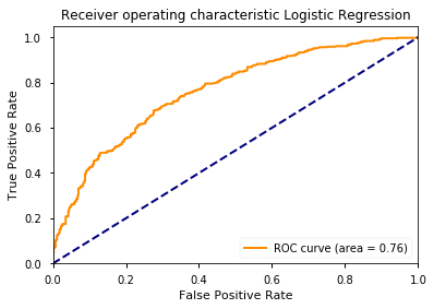 Receiver operating characteristic Logistic Regression
1.0
0.8
0.6
0.4
0.2
0.0
True Positive Rate
ROC curve (area = 0.76)
0.0 0.2 0.4 0.6 0.8 1.0
False Positive Rate